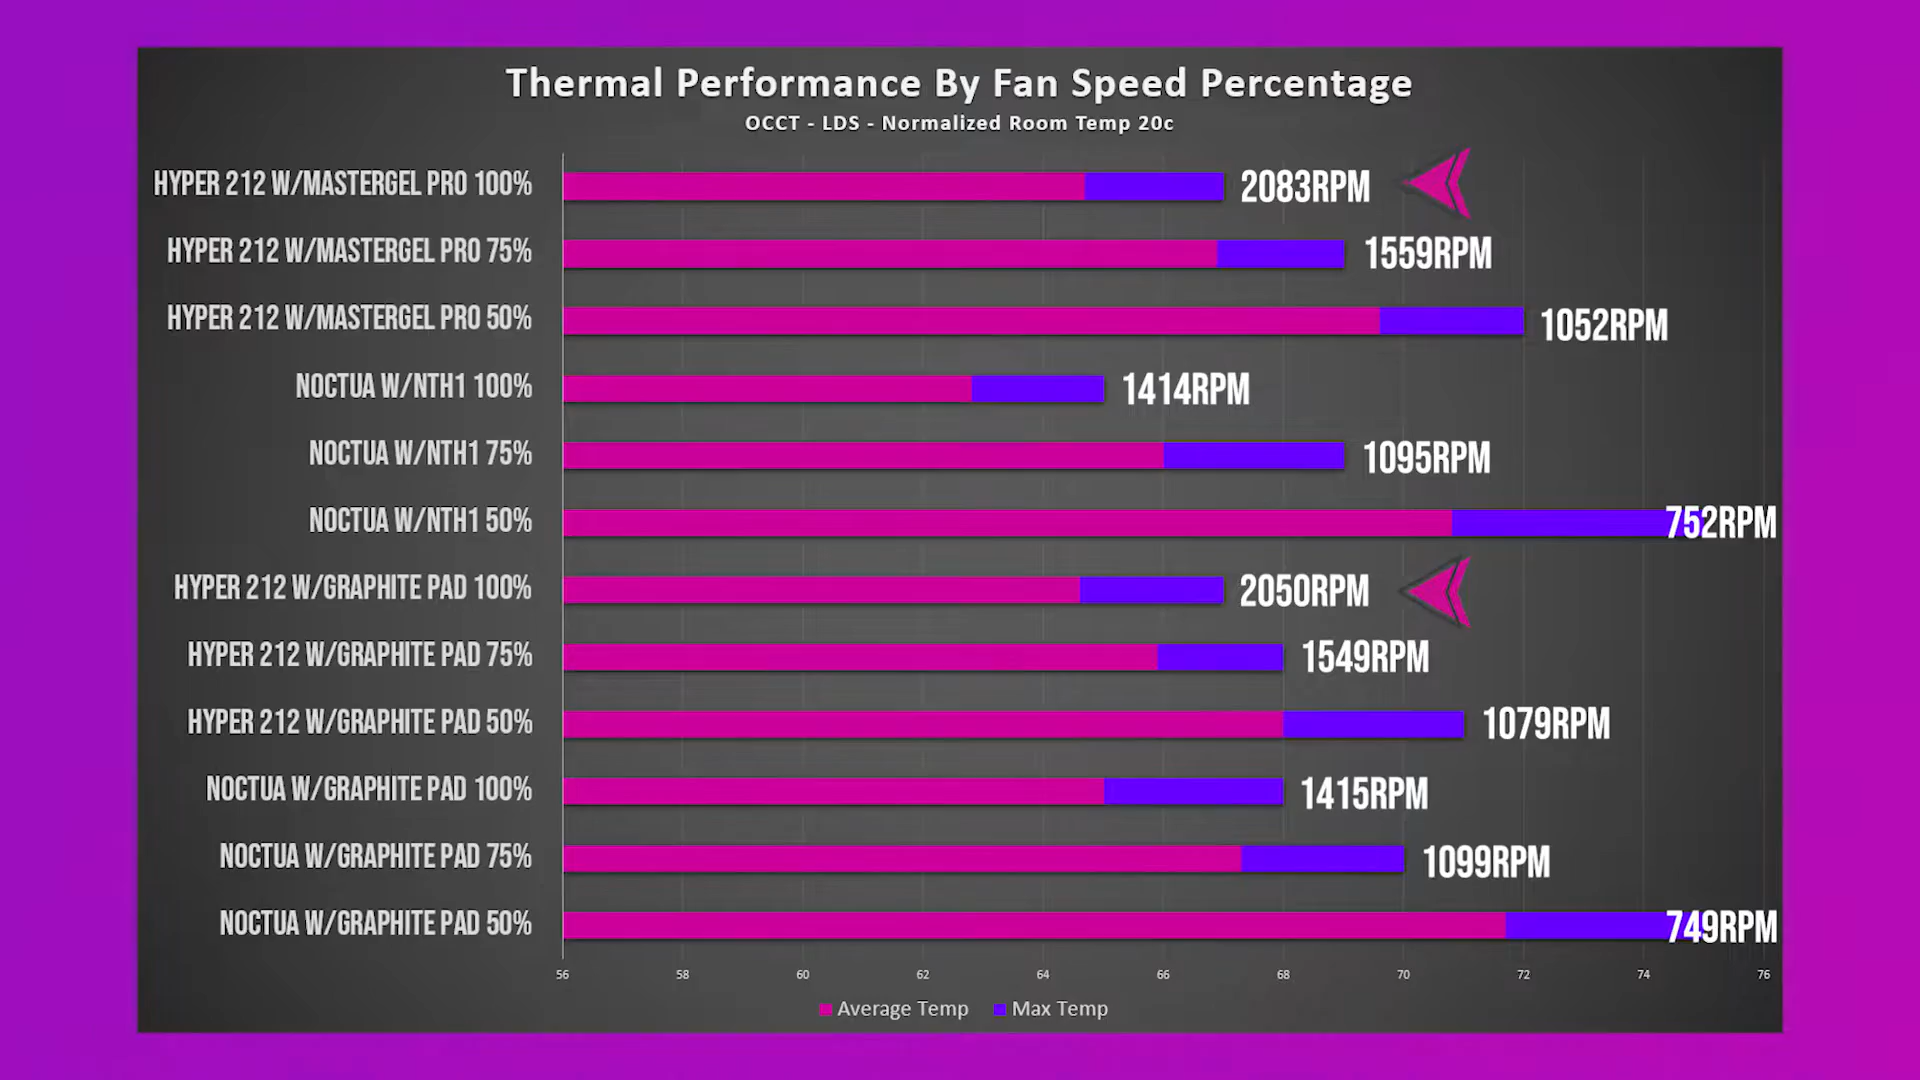 Thermal Performance By Fan Speed Percentage
OCCT - LDS - Normalized Room Temp 20c
HYPER 212 W/MASTERGEL PRO 100% 2083RPM
HYPER 212 W/MASTERGEL PRO 75% 1559RPM
HYPER 212 W/MASTERGEL PRO 50% 1052RPM
NOCTUA W/NTH1 100% 1414RPM
NOCTUA W/NTH1 75% 1095RPM
NOCTUA W/NTH1 50% 752RPM
HYPER 212 W/GRAPHITE PAD 100% 2050RPM
HYPER 212 W/GRAPHITE PAD 75% 1549RPM
HYPER 212 W/GRAPHITE PAD 50% 1079RPM
NOCTUA W/GRAPHITE PAD 100% 1415RPM
NOCTUA W/GRAPHITE PAD 75% 1099RPM
NOCTUA W/GRAPHITE PAD 50% 749RPM
56 58 60 62 64 66 68 70 72 74 76
Average Temp Max Temp